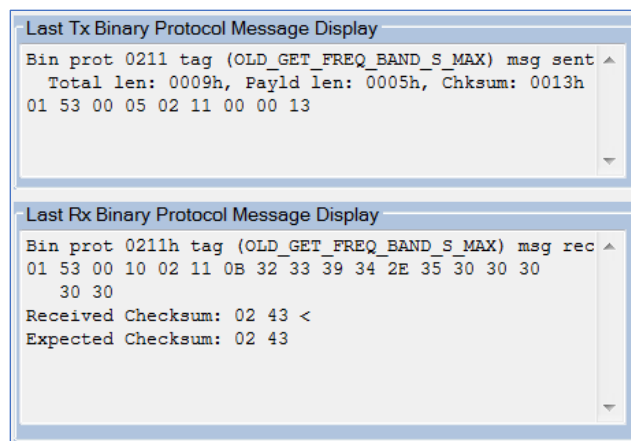 Last Tx Binary Protocol Message Display
Bin prot 0211 tag (OLD_GET_FREQ_BAND_S_MAX) msg sent
Total len: 0009h, Payld len: 0005h, Chksum: 0013h
01 53 00 05 02 11 00 00 13
Last Rx Binary Protocol Message Display
Bin prot 0211h tag (OLD_GET_FREQ_BAND_S_MAX) msg rec
01 53 00 10 02 11 0B 32 33 39 34 2E 35 30 30 30
30 30
Received Checksum: 02 43 <
Expected Checksum: 02 43